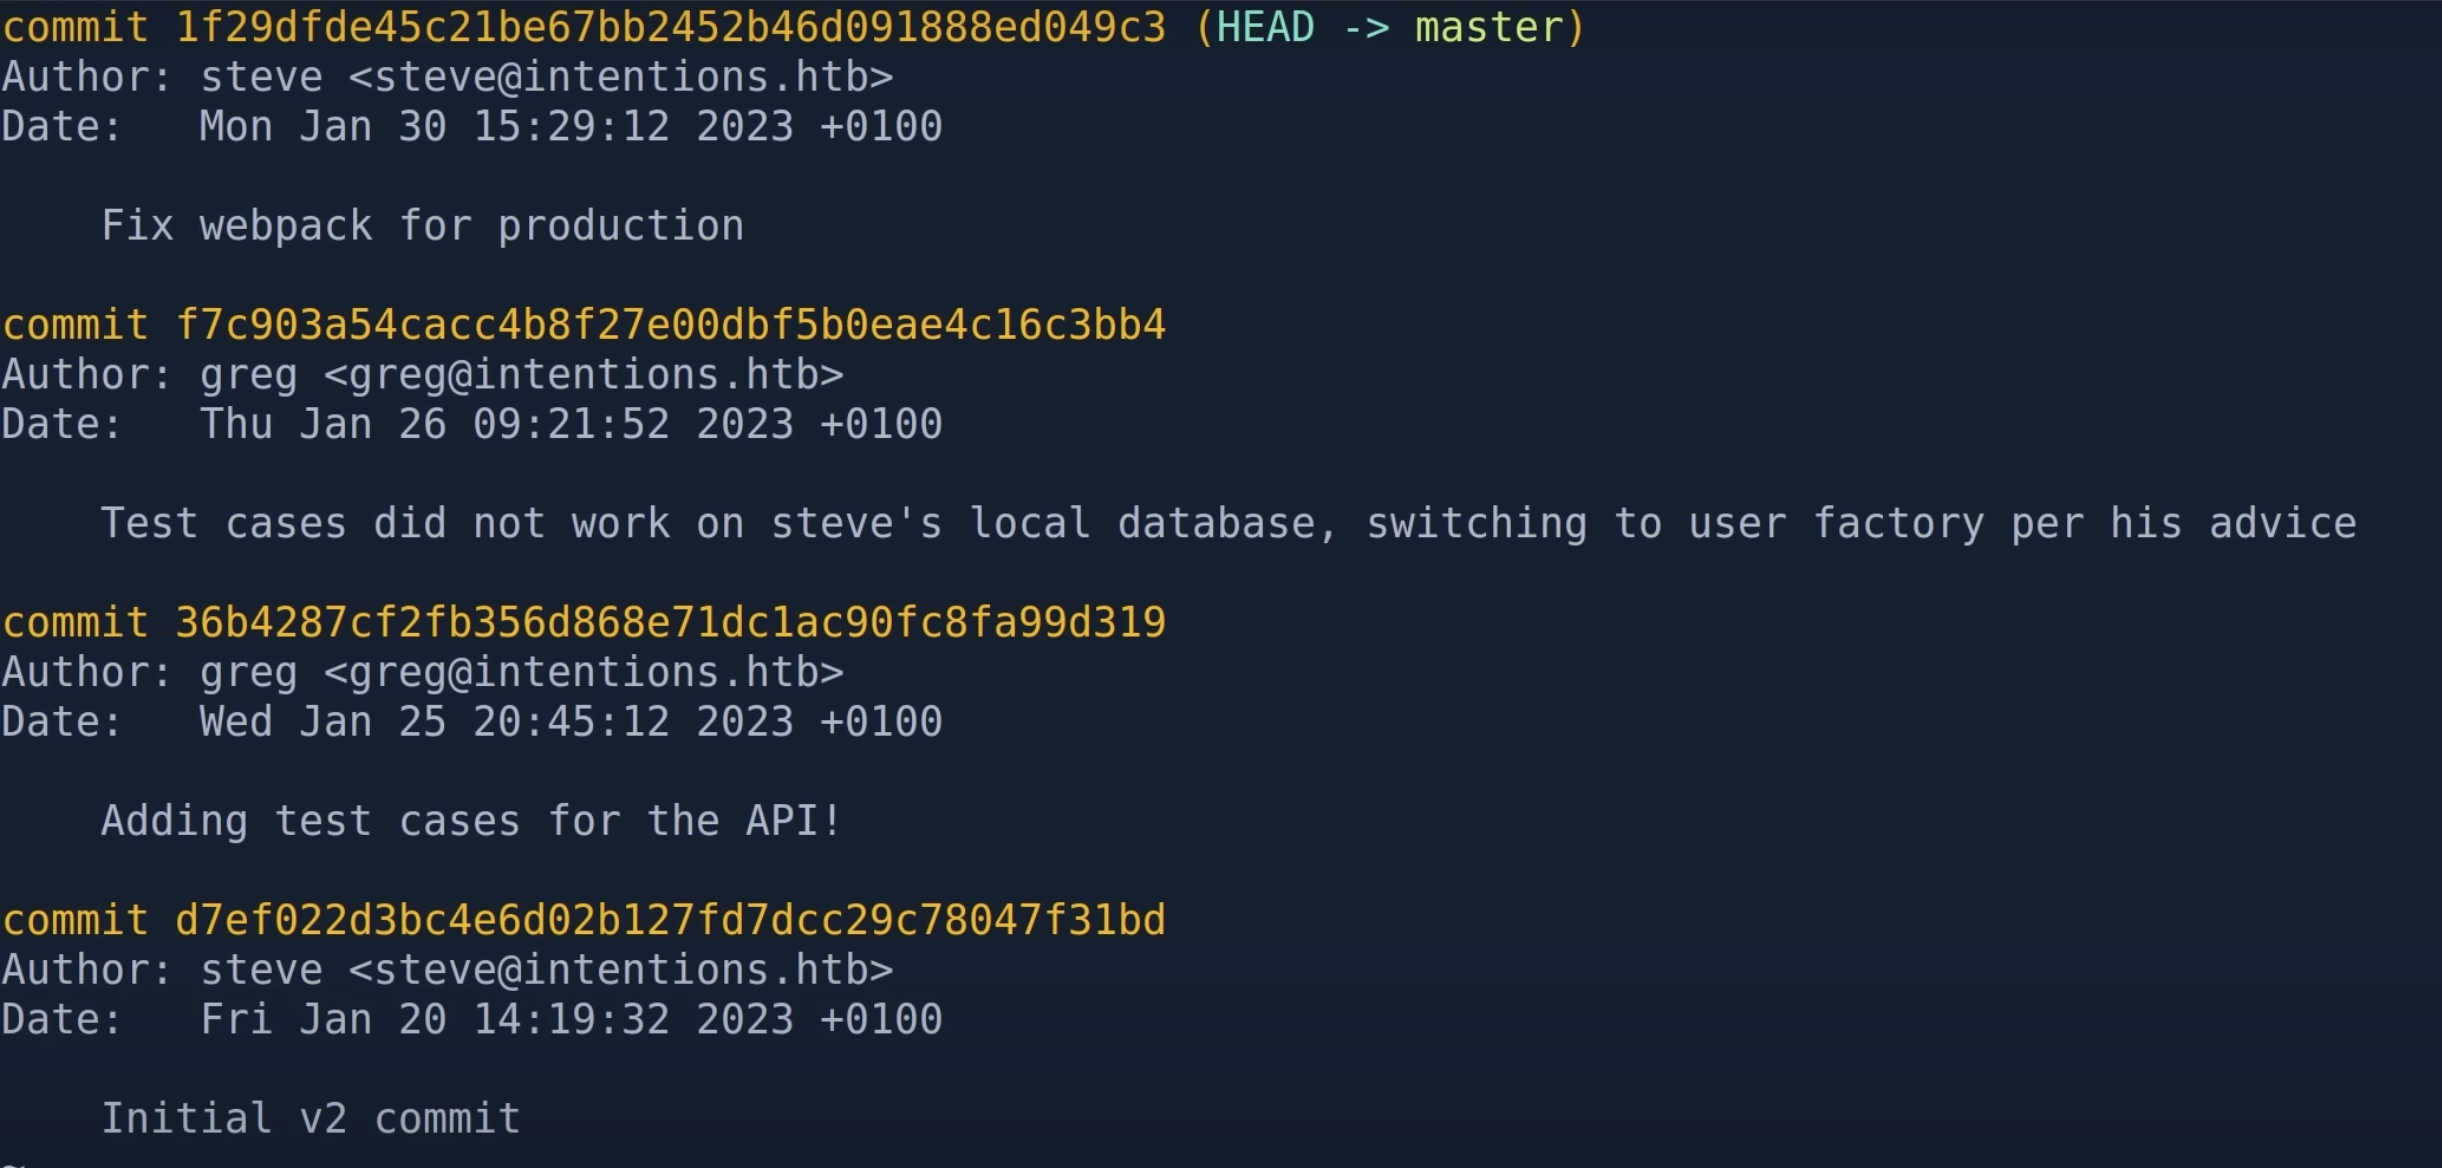 commit 1f29dfde45c21be67bb2452b46d091888ed049c3 (HEAD -> master)
Author: steve <steve@intentions.htb>
Date:   Mon Jan 30 15:29:12 2023 +0100

    Fix webpack for production

commit f7c903a54cacc4b8f27e00dbf5b0eae4c16c3bb4
Author: greg <greg@intentions.htb>
Date:   Thu Jan 26 09:21:52 2023 +0100

    Test cases did not work on steve's local database, switching to user factory per his advice

commit 36b4287cf2fb356d868e71dc1ac90fc8fa99d319
Author: greg <greg@intentions.htb>
Date:   Wed Jan 25 20:45:12 2023 +0100

    Adding test cases for the API!

commit d7ef022d3bc4e6d02b127fd7dcc29c78047f31bd
Author: steve <steve@intentions.htb>
Date:   Fri Jan 20 14:19:32 2023 +0100

    Initial v2 commit
~